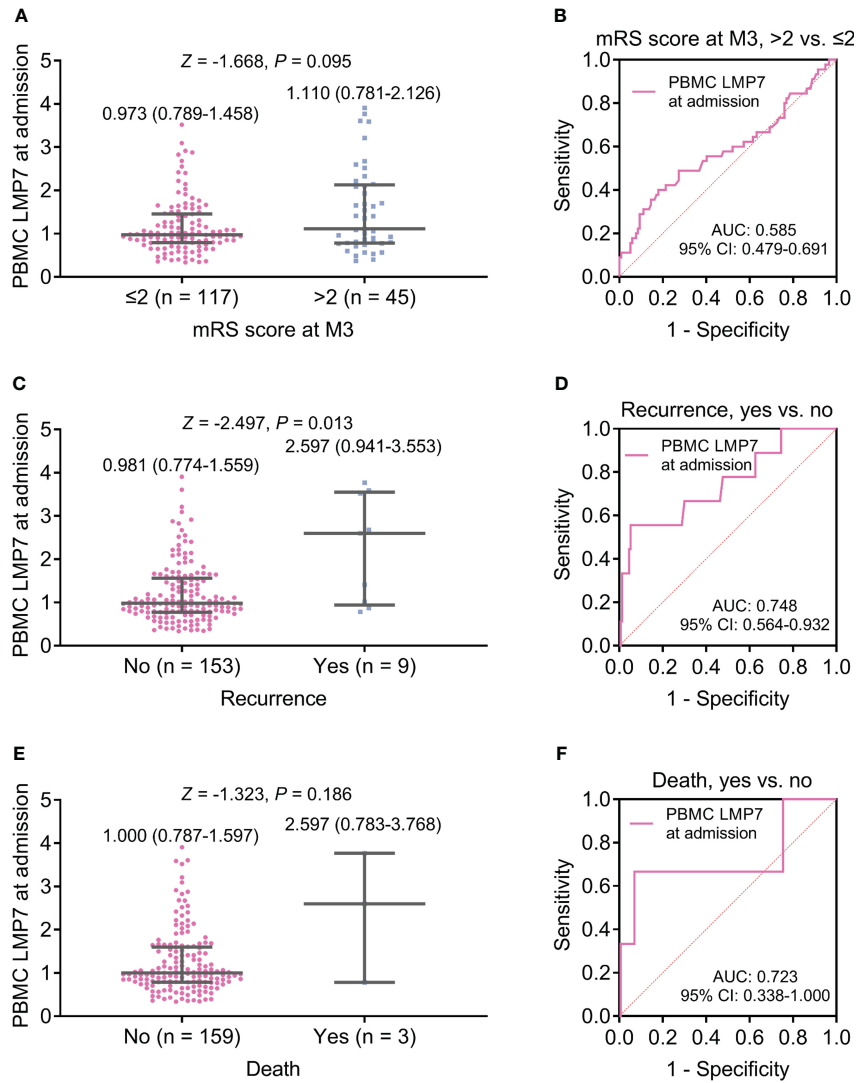 A
Z = -1.668, P = 0.095
0.973 (0.789-1.458)
1.110 (0.781-2.126)
PBMC LMP7 at admission
5
4
3
2
1
0
≤2 (n = 117)
>2 (n = 45)
mRS score at M3
B
mRS score at M3, >2 vs. ≤2
PBMC LMP7
at admission
Sensitivity
1.0
0.8
0.6
0.4
0.2
0.0
AUC: 0.585
95% CI: 0.479-0.691
0.0 0.2 0.4 0.6 0.8 1.0
1 - Specificity
C
Z = -2.497, P = 0.013
0.981 (0.774-1.559)
2.597 (0.941-3.553)
PBMC LMP7 at admission
5
4
3
2
1
0
No (n = 153)
Yes (n = 9)
Recurrence
D
Recurrence, yes vs. no
PBMC LMP7
at admission
Sensitivity
1.0
0.8
0.6
0.4
0.2
0.0
AUC: 0.748
95% CI: 0.564-0.932
0.0 0.2 0.4 0.6 0.8 1.0
1 - Specificity
E
Z = -1.323, P = 0.186
1.000 (0.787-1.597)
2.597 (0.783-3.768)
PBMC LMP7 at admission
5
4
3
2
1
0
No (n = 159)
Yes (n = 3)
Death
F
Death, yes vs. no
PBMC LMP7
at admission
Sensitivity
1.0
0.8
0.6
0.4
0.2
0.0
AUC: 0.723
95% CI: 0.338-1.000
0.0 0.2 0.4 0.6 0.8 1.0
1 - Specificity